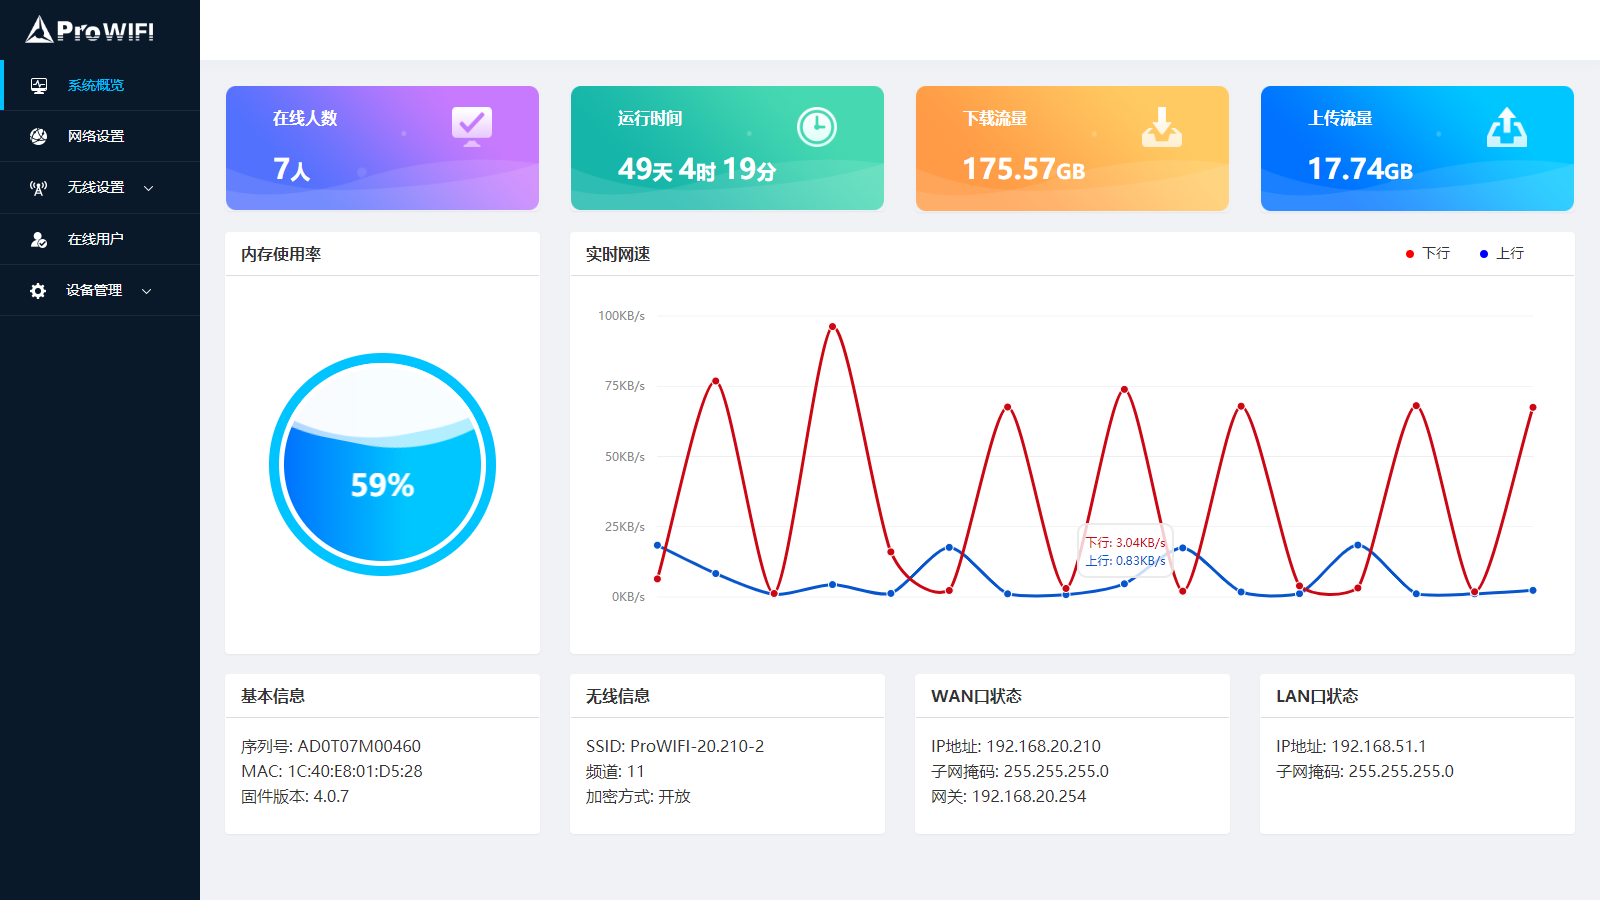 ProWIFI
系统概览
网络设置
无线设置
在线用户
设备管理
在线人数
7人
运行时间
49天 4时 19分
下载流量
175.57GB
上传流量
17.74GB
内存使用率
59%
实时网速
下行
上行
100KB/s
75KB/s
50KB/s
25KB/s
0KB/s
下行: 3.04KB/s
上行: 0.83KB/s
基本信息
序列号: AD0T07M00460
MAC: 1C:40:E8:01:D5:28
固件版本: 4.0.7
无线信息
SSID: ProWIFI-20.210-2
频道: 11
加密方式: 开放
WAN口状态
IP地址: 192.168.20.210
子网掩码: 255.255.255.0
网关: 192.168.20.254
LAN口状态
IP地址: 192.168.51.1
子网掩码: 255.255.255.0